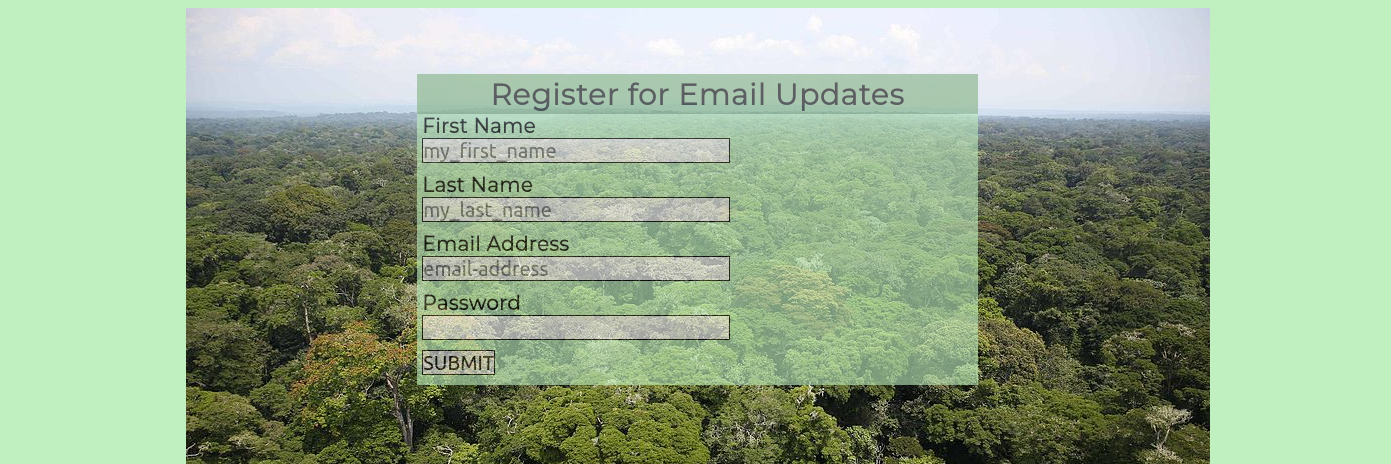 Register for Email Updates
First Name
my_first_name
Last Name
my_last_name
Email Address
email-address
Password
SUBMIT